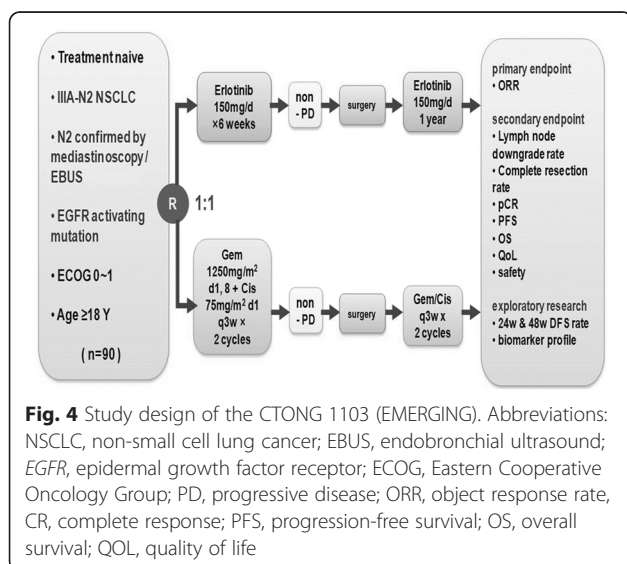 • Treatment naive
• IIIA-N2 NSCLC
• N2 confirmed by
mediastinoscopy/
EBUS
• EGFR activating
mutation
• ECOG 0~1
• Age ≥18 Y
( n=90)
R
1:1
Erlotinib
150mg/d
×6 weeks
non
- PD
surgery
Erlotinib
150mg/d
1 year
Gem
1250mg/m²
d1, 8 + Cis
75mg/m² d1
q3w ×
2 cycles
non
- PD
surgery
Gem/Cis
q3w x
2 cycles
primary endpoint
• ORR
secondary endpoint
• Lymph node
downgrade rate
• Complete resection
rate
• pCR
• PFS
• OS
• QoL
• safety
exploratory research
• 24w & 48w DFS rate
• biomarker profile
Fig. 4 Study design of the CTONG 1103 (EMERGING). Abbreviations:
NSCLC, non-small cell lung cancer; EBUS, endobronchial ultrasound;
EGFR, epidermal growth factor receptor; ECOG, Eastern Cooperative
Oncology Group; PD, progressive disease; ORR, object response rate,
CR, complete response; PFS, progression-free survival; OS, overall
survival; QOL, quality of life